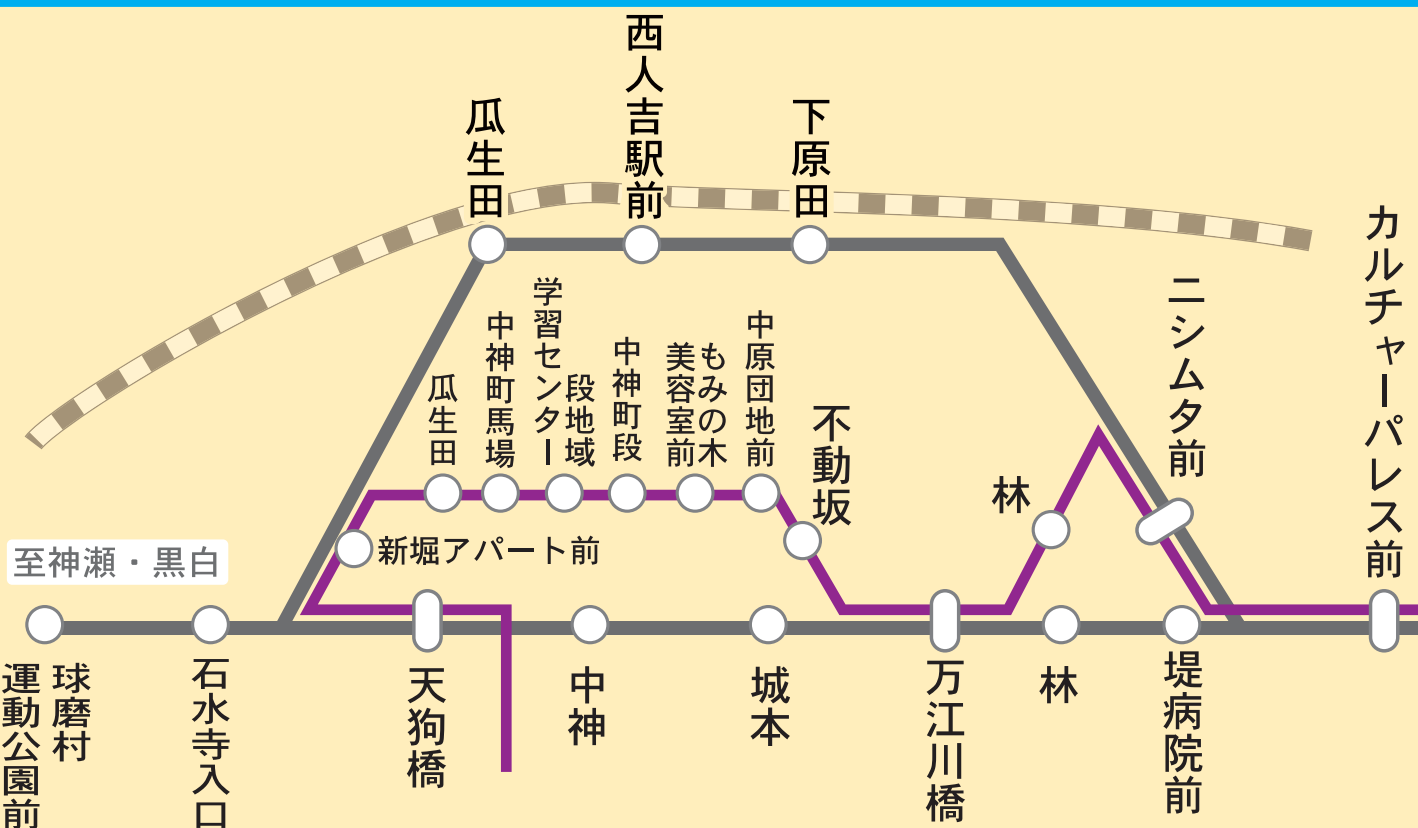 西人吉駅前
瓜生田
下原田
カルチャーパレス前
ニシムタ前
学習センター
段地域
中神町馬場
中原団地前
中神町段
もみの木
美容室前
瓜生田
不動坂
林
新堀アパート前
至神瀬・黒白
球磨村
運動公園前
石水寺入口
天狗橋
中神
城本
万江川橋
林
堤病院前